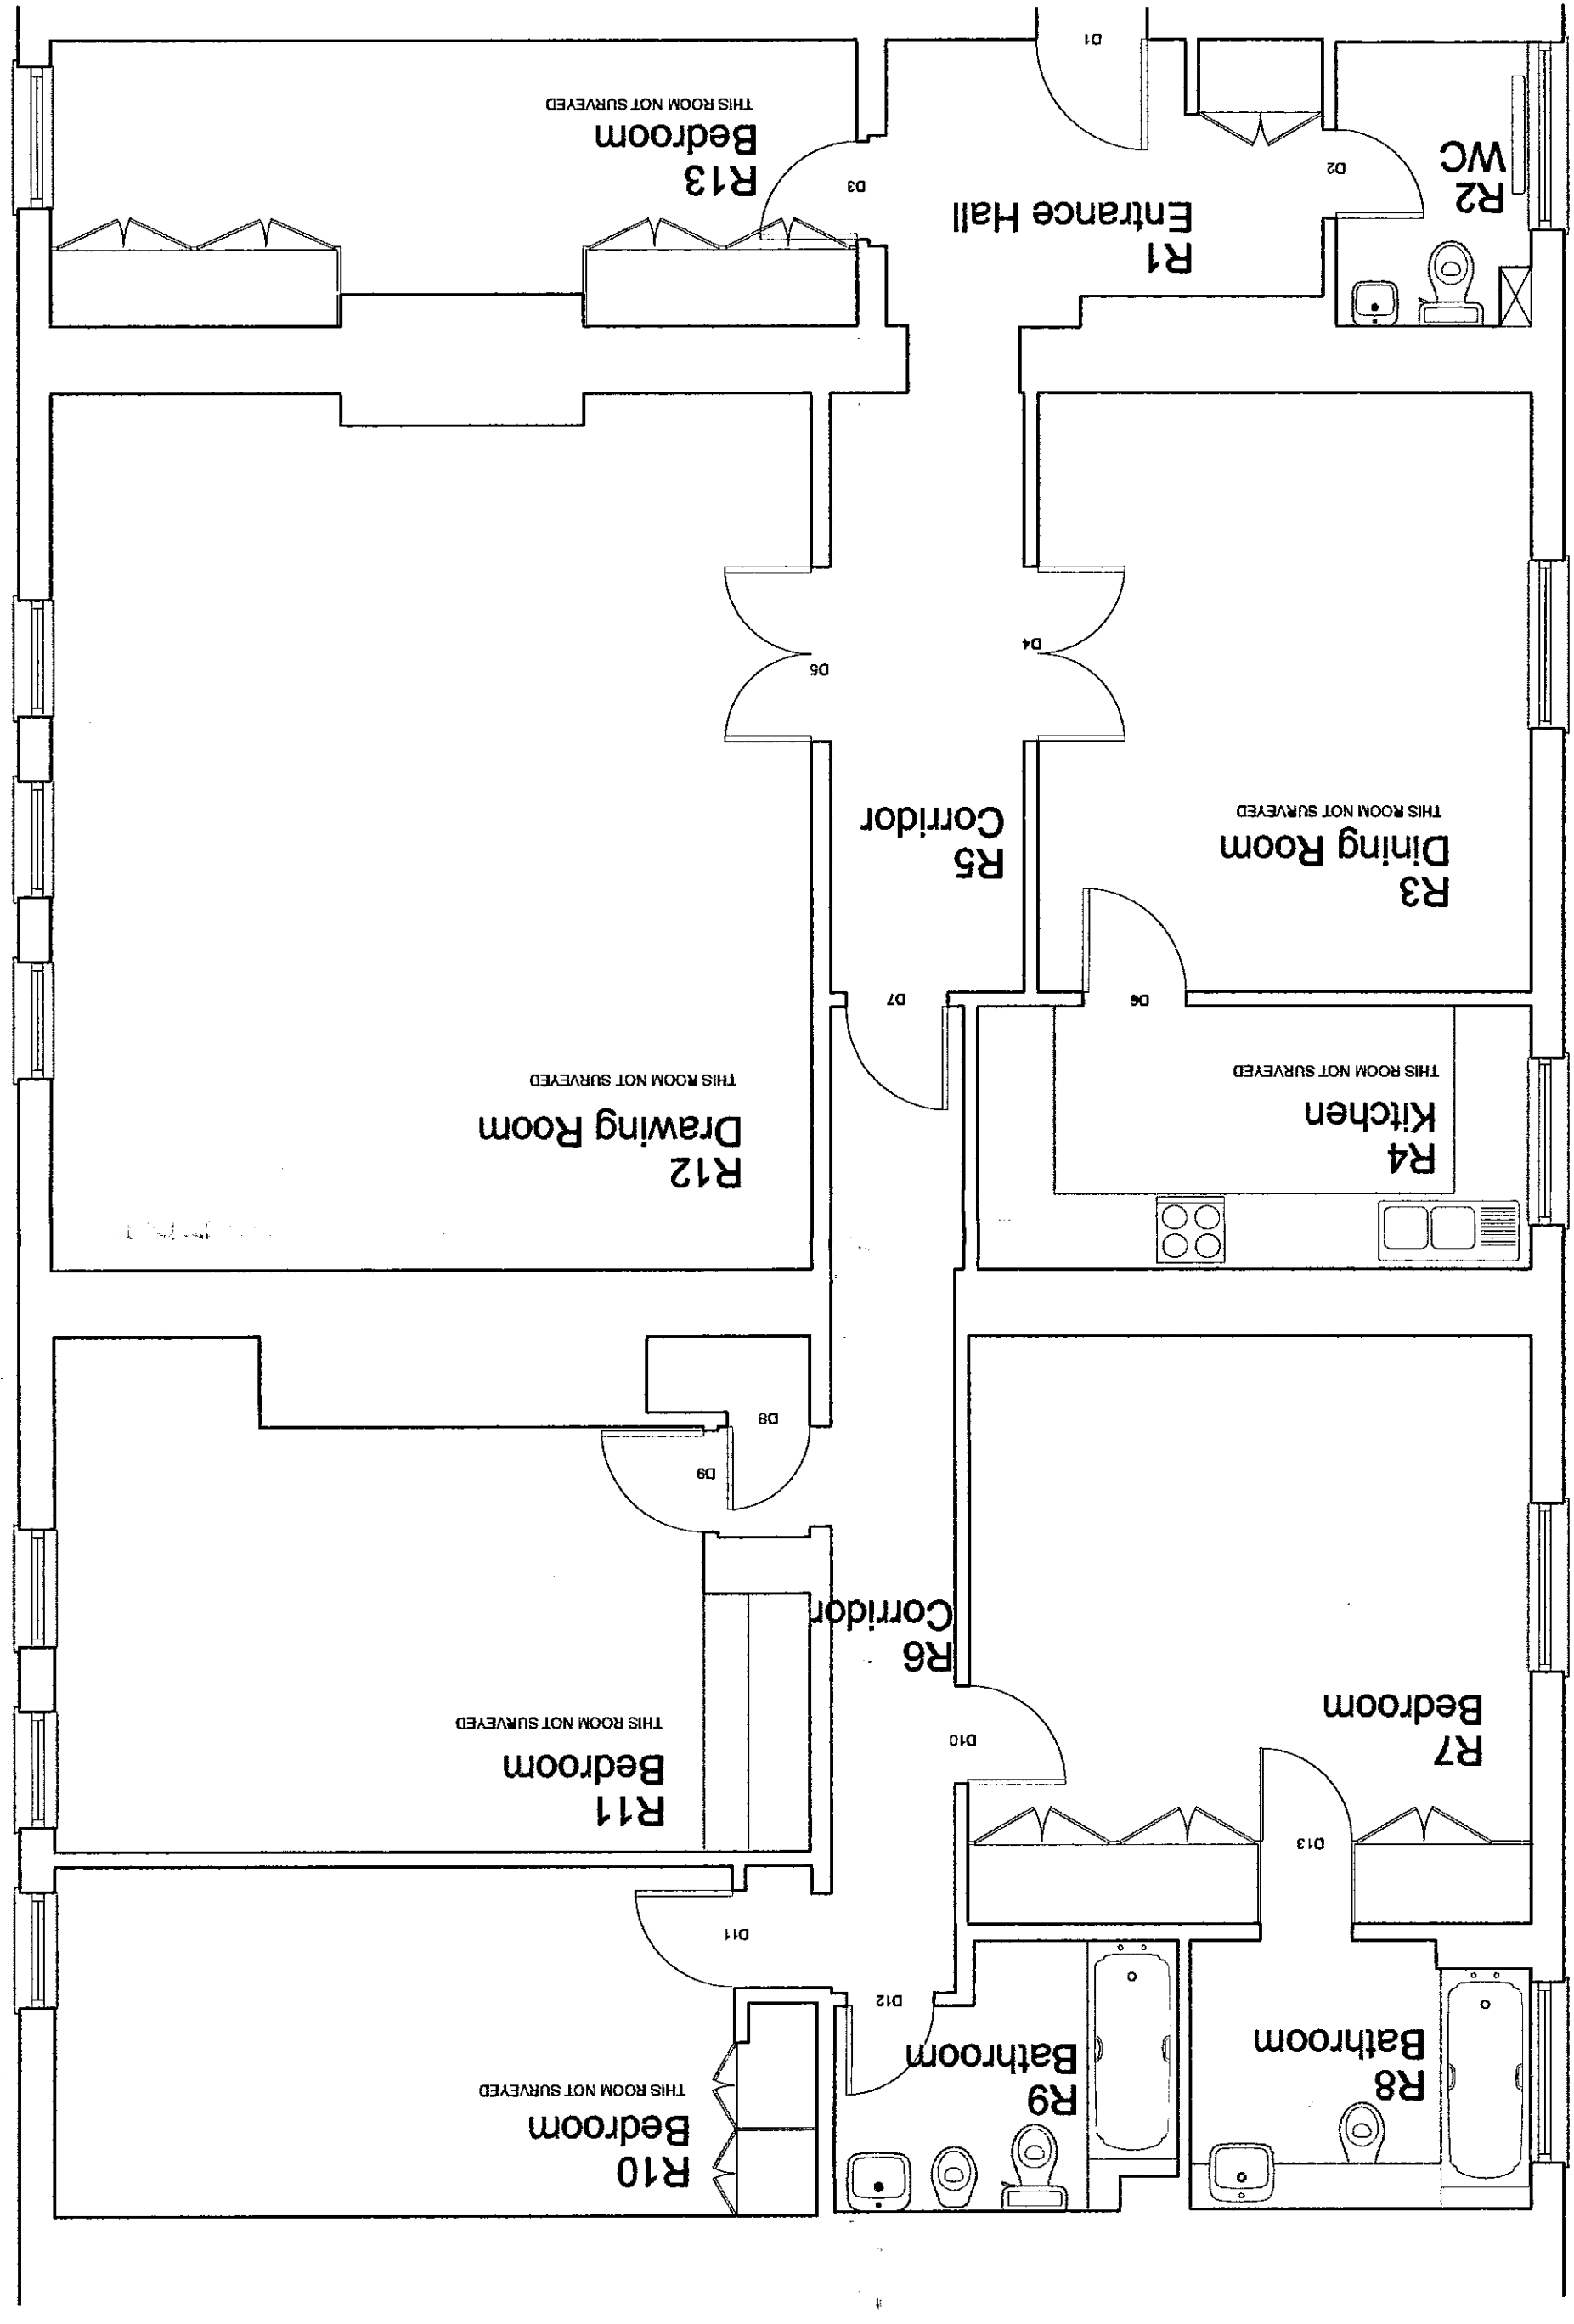 R8
Bathroom
R9
Bathroom
R10
Bedroom
THIS ROOM NOT SURVEYED
D12
D11
D13
R7
Bedroom
D10
R11
Bedroom
THIS ROOM NOT SURVEYED
R6
Corridor
D9
D8
R4
Kitchen
THIS ROOM NOT SURVEYED
R12
Drawing Room
THIS ROOM NOT SURVEYED
D6
D7
R3
Dining Room
THIS ROOM NOT SURVEYED
R5
Corridor
D4
D5
R1
Entrance Hall
R2
WC
D2
D3
R13
Bedroom
THIS ROOM NOT SURVEYED
D1